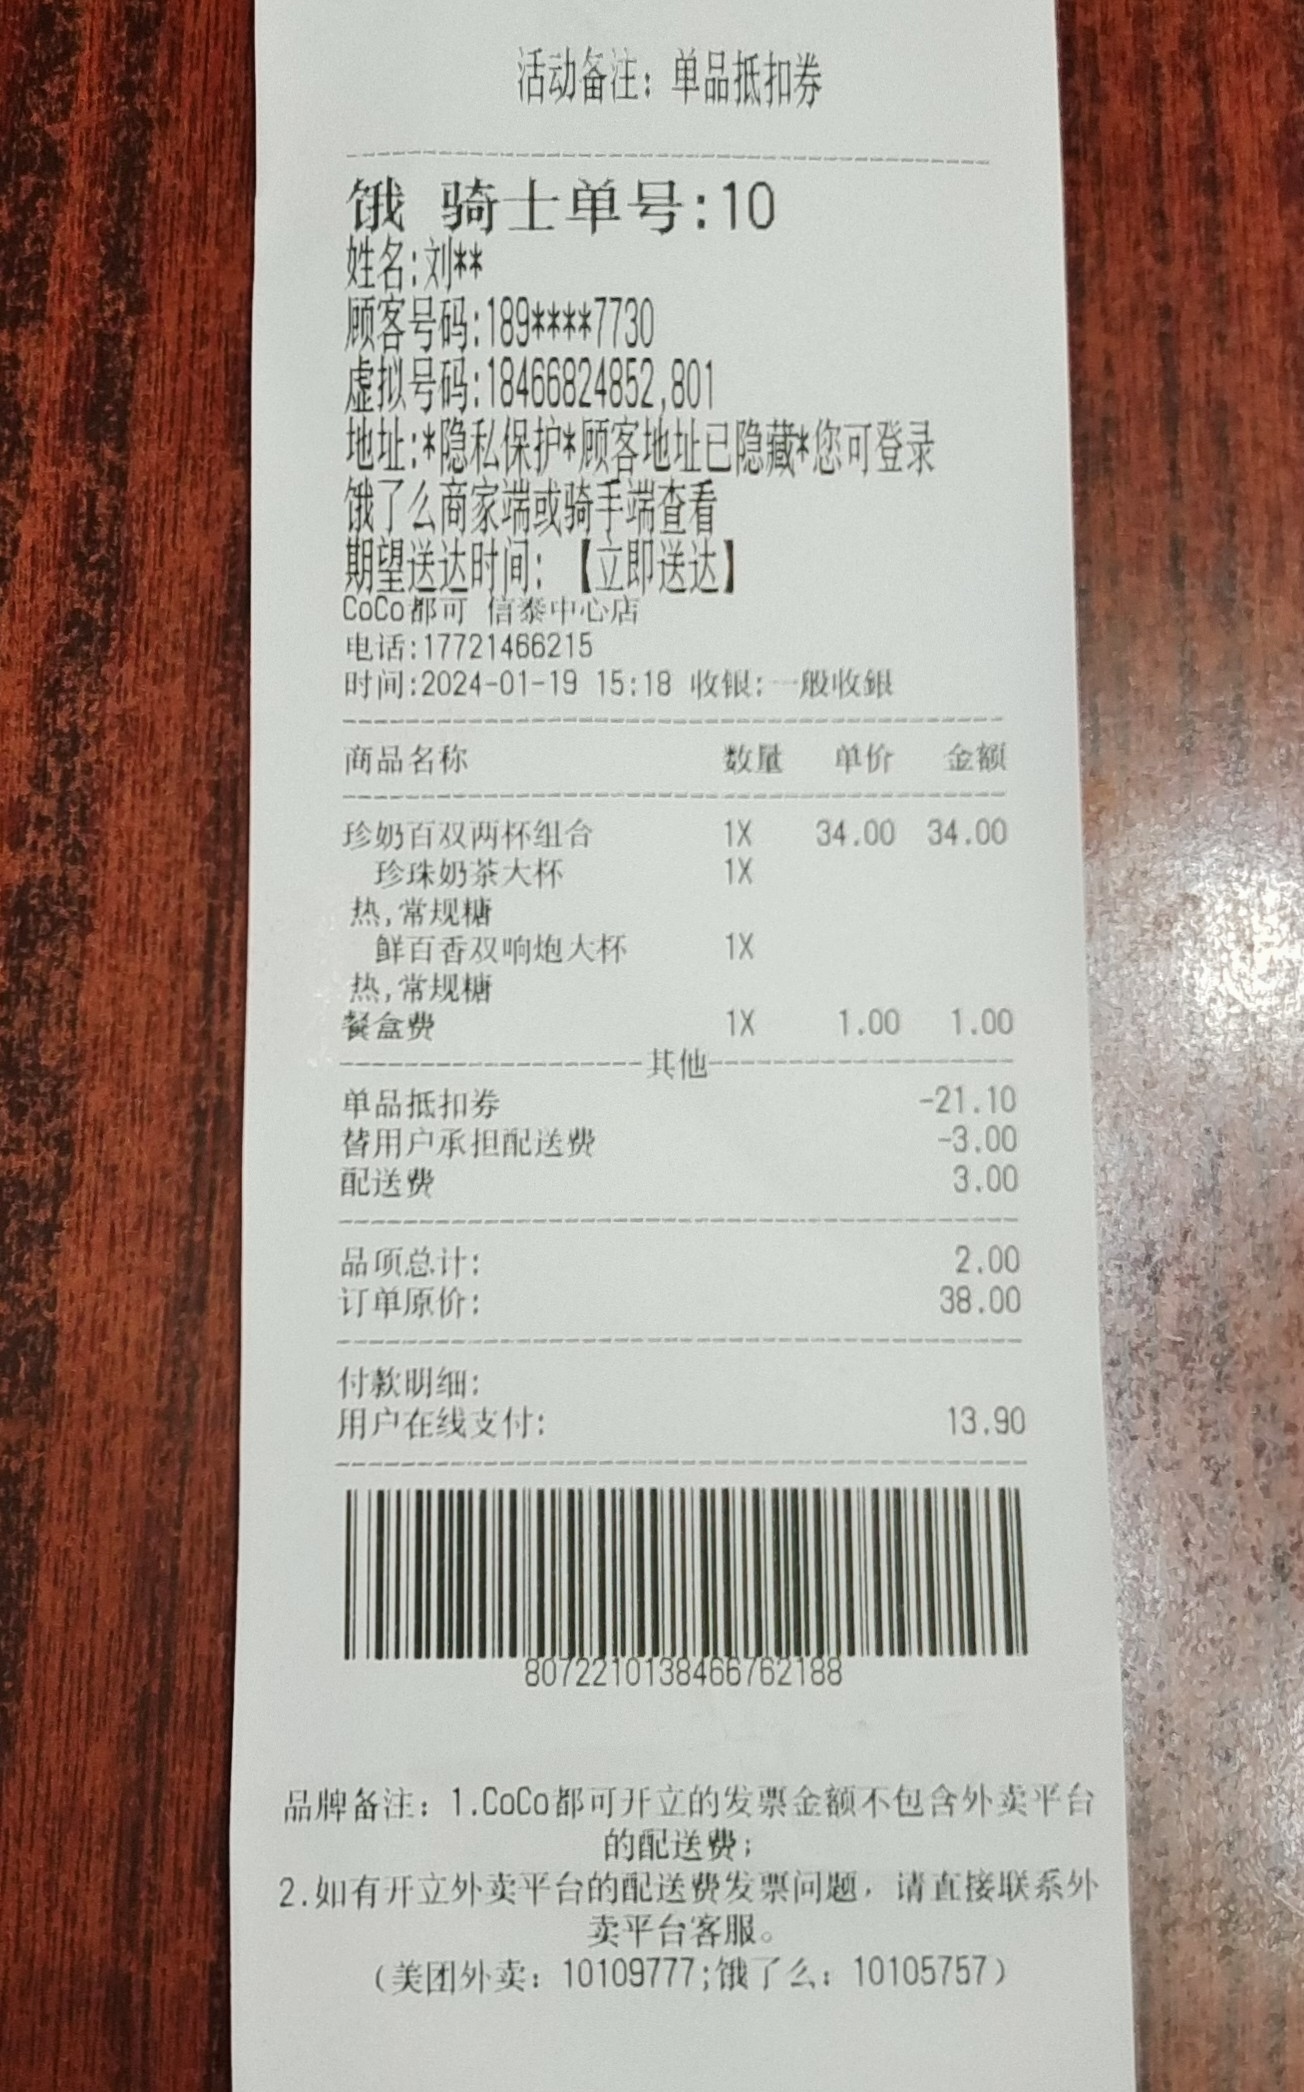 活动备注：单品抵扣券
饿 骑士单号:10
姓名:刘**
顾客号码:189****7730
虚拟号码:18466824852,801
地址:*隐私保护*顾客地址已隐藏*您可登录
饿了么商家端或骑手端查看
期望送达时间：【立即送达】
CoCo都可 信泰中心店
电话:17721466215
时间:2024-01-19 15:18 收银:一般收銀
商品名称 数量 单价 金额
珍奶百双两杯组合 1X 34.00 34.00
珍珠奶茶大杯 1X
热,常规糖
鲜百香双响炮大杯 1X
热,常规糖
餐盒费 1X 1.00 1.00
其他
单品抵扣券 -21.10
替用户承担配送费 -3.00
配送费 3.00
品项总计: 2.00
订单原价: 38.00
付款明细:
用户在线支付: 13.90
8072210138466762188
品牌备注：1.CoCo都可开立的发票金额不包含外卖平台
的配送费；
2.如有开立外卖平台的配送费发票问题，请直接联系外
卖平台客服。
（美团外卖：10109777;饿了么：10105757）